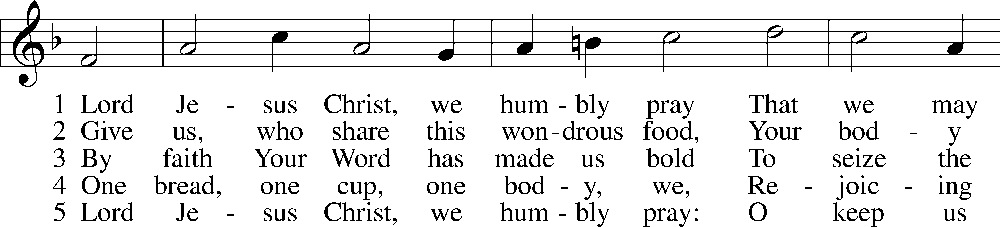 1 Lord Je - sus Christ, we hum - bly pray That we may
2 Give us, who share this won - drous food, Your bod - y
3 By faith Your Word has made us bold To seize the
4 One bread, one cup, one bod - y, we, Re - joic - ing
5 Lord Je - sus Christ, we hum - bly pray: O keep us